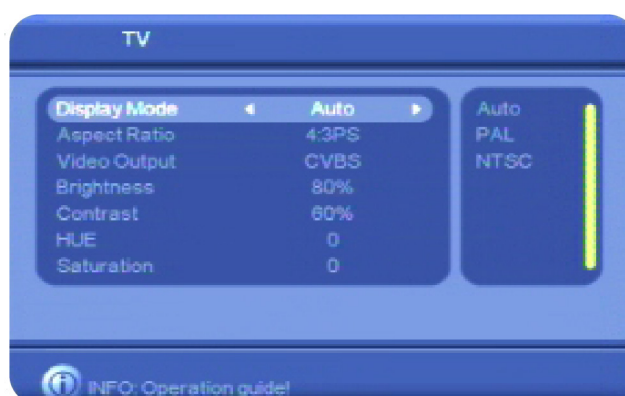 TV
Display Mode Auto
Aspect Ratio 4:3PS
Video Output CVBS
Brightness 80%
Contrast 60%
HUE 0
Saturation 0
Auto
PAL
NTSC
INFO: Operation guide!